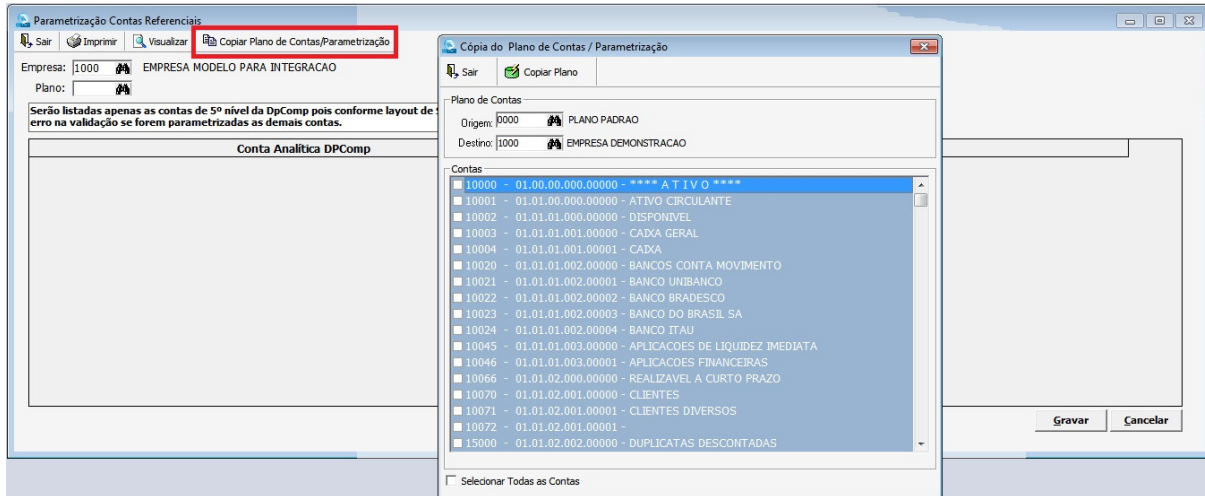 Parametrização Contas Referenciais
Sair Imprimir Visualizar Copiar Plano de Contas/Parametrização
Empresa: 1000 EMPRESA MODELO PARA INTEGRACAO
Plano:
Serão listadas apenas as contas de 5º nível da DpComp pois conforme layout de
erro na validação se forem parametrizadas as demais contas.
Conta Analítica DPComp
Gravar Cancelar
Cópia do Plano de Contas / Parametrização
Sair Copiar Plano
Plano de Contas
Origem: 0000 PLANO PADRAO
Destino: 1000 EMPRESA DEMONSTRACAO
Contas
10000 - 01.00.00.000.00000 - **** A T I V O ****
10001 - 01.01.00.000.00000 - ATIVO CIRCULANTE
10002 - 01.01.01.000.00000 - DISPONIVEL
10003 - 01.01.01.001.00000 - CAIXA GERAL
10004 - 01.01.01.001.00001 - CAIXA
10020 - 01.01.01.002.00000 - BANCOS CONTA MOVIMENTO
10021 - 01.01.01.002.00001 - BANCO UNIBANCO
10022 - 01.01.01.002.00002 - BANCO BRADESCO
10023 - 01.01.01.002.00003 - BANCO DO BRASIL SA
10024 - 01.01.01.002.00004 - BANCO ITAU
10045 - 01.01.01.003.00000 - APLICACOES DE LIQUIDEZ IMEDIATA
10046 - 01.01.01.003.00001 - APLICACOES FINANCEIRAS
10066 - 01.01.02.000.00000 - REALIZAVEL A CURTO PRAZO
10070 - 01.01.02.001.00000 - CLIENTES
10071 - 01.01.02.001.00001 - CLIENTES DIVERSOS
10072 - 01.01.02.001.00001 -
15000 - 01.01.02.002.00000 - DUPLICATAS DESCONTADAS
Selecionar Todas as Contas